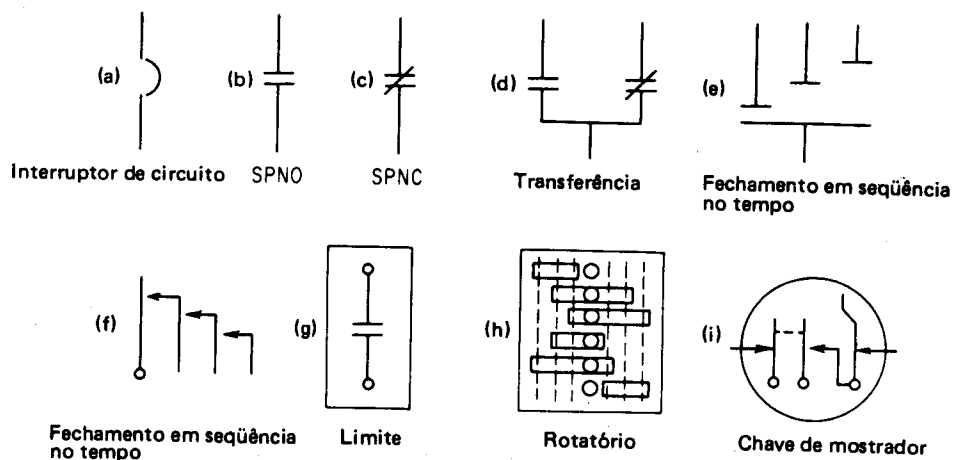 (a)
(b)
(c)
(d)
(e)
Interruptor de circuito
SPNO
SPNC
Transferência
Fechamento em seqüência
no tempo
(f)
(g)
(h)
(i)
Fechamento em seqüência
no tempo
Limite
Rotatório
Chave de mostrador